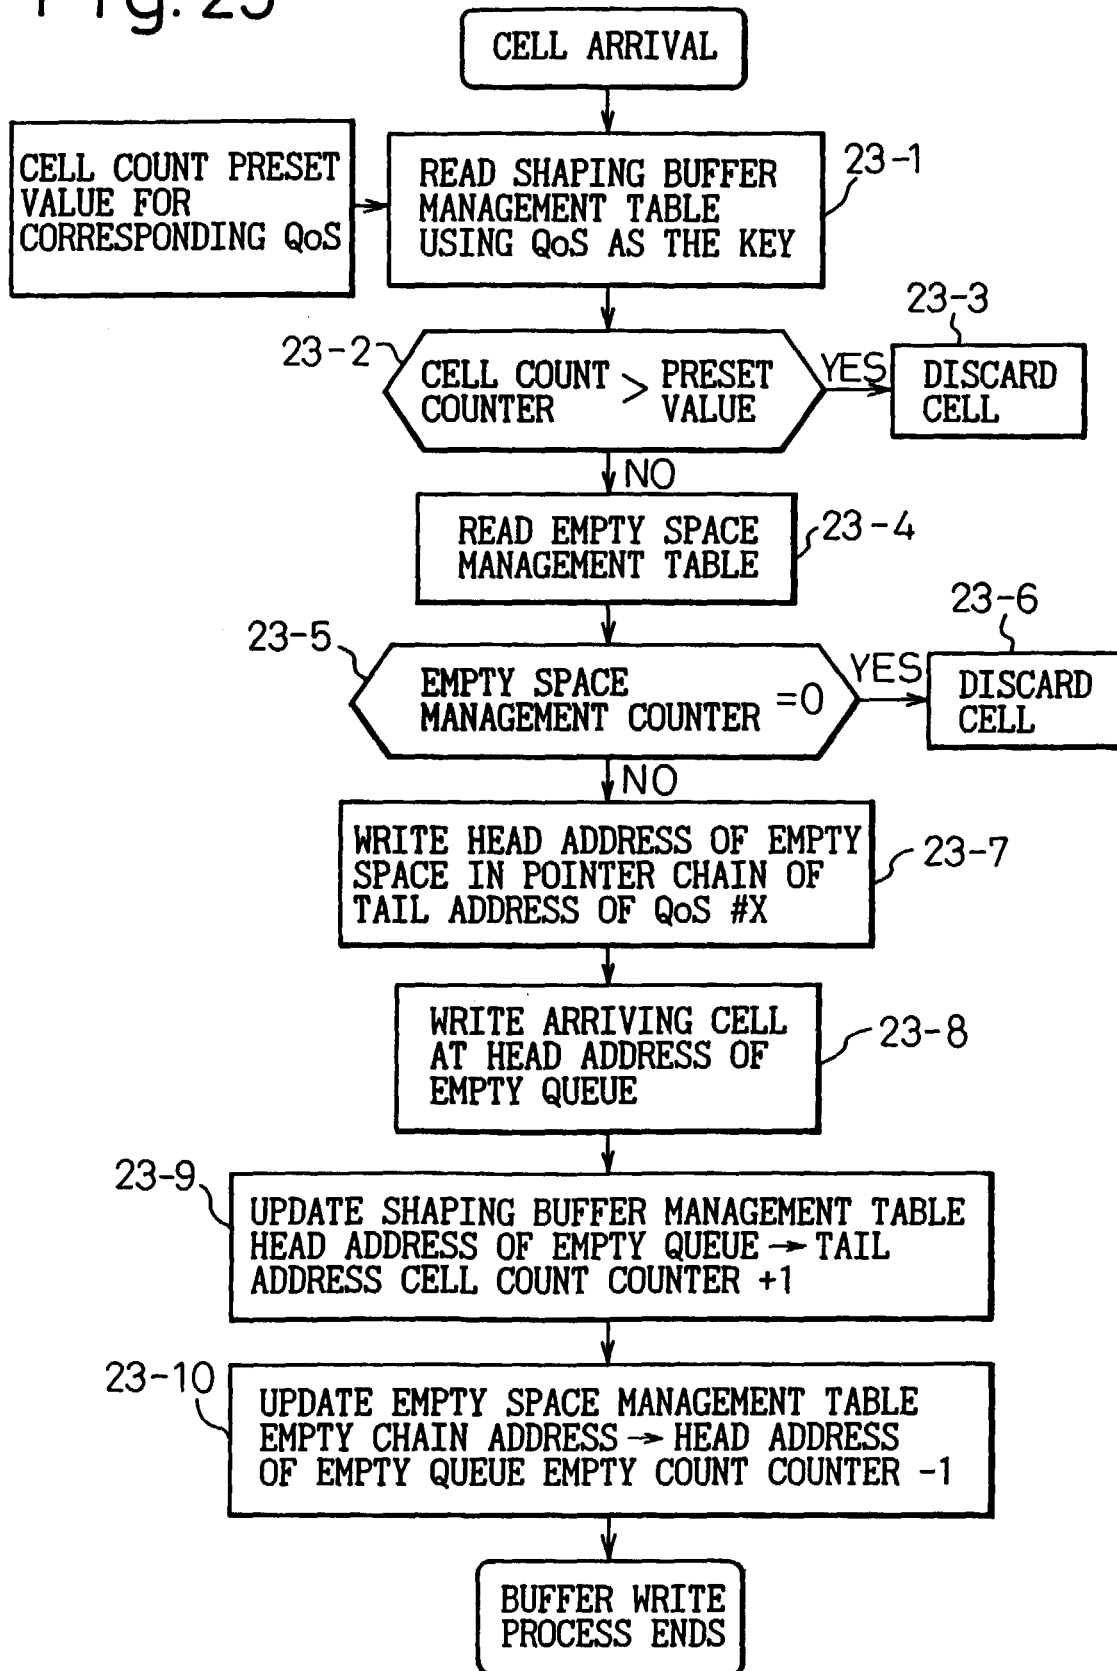 Fig. 23
CELL ARRIVAL
CELL COUNT PRESET
VALUE FOR
CORRESPONDING QoS
READ SHAPING BUFFER
MANAGEMENT TABLE
USING QoS AS THE KEY
23-1
23-2
CELL COUNT > PRESET
COUNTER VALUE
YES
23-3
DISCARD
CELL
NO
READ EMPTY SPACE
MANAGEMENT TABLE
23-4
23-5
EMPTY SPACE
MANAGEMENT COUNTER =0
YES
23-6
DISCARD
CELL
NO
WRITE HEAD ADDRESS OF EMPTY
SPACE IN POINTER CHAIN OF
TAIL ADDRESS OF QoS #X
23-7
WRITE ARRIVING CELL
AT HEAD ADDRESS OF
EMPTY QUEUE
23-8
23-9
UPDATE SHAPING BUFFER MANAGEMENT TABLE
HEAD ADDRESS OF EMPTY QUEUE → TAIL
ADDRESS CELL COUNT COUNTER +1
23-10
UPDATE EMPTY SPACE MANAGEMENT TABLE
EMPTY CHAIN ADDRESS → HEAD ADDRESS
OF EMPTY QUEUE EMPTY COUNT COUNTER -1
BUFFER WRITE
PROCESS ENDS